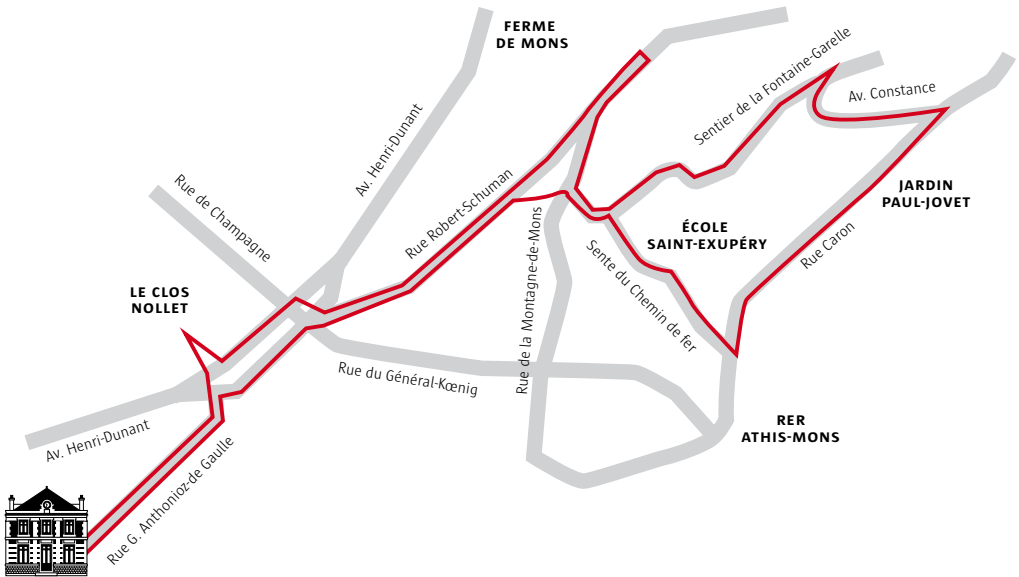 FERME
DE MONS
Sentier de la Fontaine-Garelle
Av. Constance
Av. Henri-Dunant
Rue de Champagne
Rue Robert-Schuman
JARDIN
PAUL-JOVET
ÉCOLE
SAINT-EXUPÉRY
Rue Caron
Rue de la Montagne-de-Mons
Sente du Chemin de fer
LE CLOS
NOLLET
Rue du Général-Kœnig
RER
ATHIS-MONS
Av. Henri-Dunant
Rue G. Anthonioz-de Gaulle